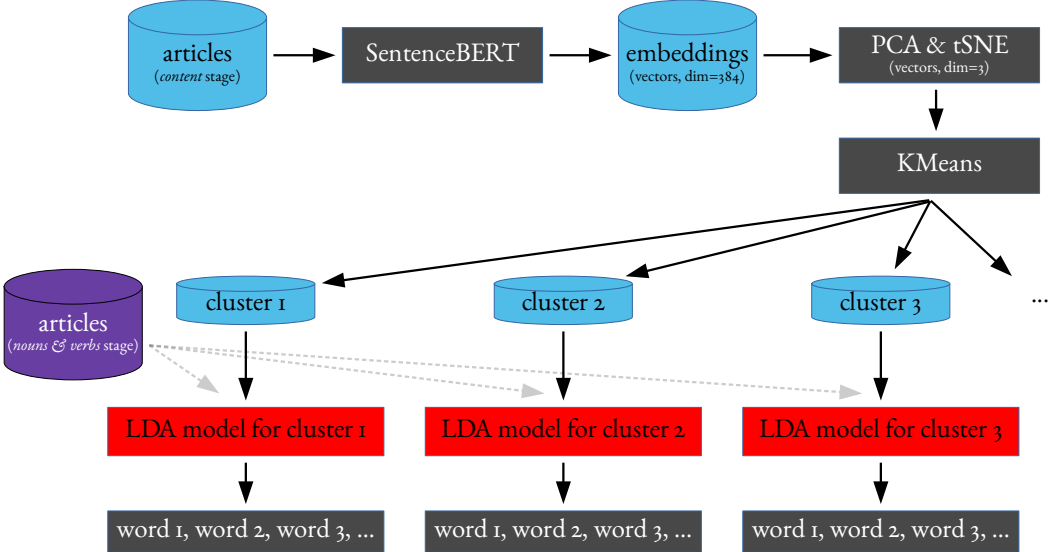 articles
(content stage)
SentenceBERT
embeddings
(vectors, dim=384)
PCA & tSNE
(vectors, dim=3)
KMeans
articles
(nouns & verbs stage)
cluster 1
cluster 2
cluster 3
...
LDA model for cluster 1
LDA model for cluster 2
LDA model for cluster 3
word 1, word 2, word 3, ...
word 1, word 2, word 3, ...
word 1, word 2, word 3, ...